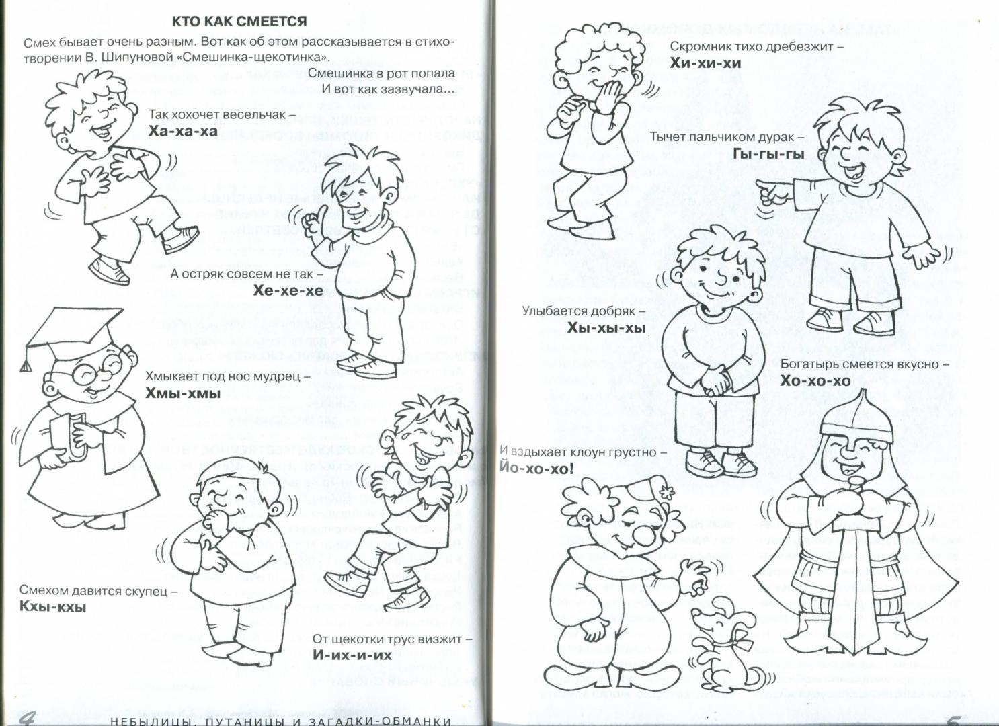 КТО КАК СМЕЕТСЯ
Смех бывает очень разным. Вот как об этом рассказывается в стихо-
творении В. Шипуновой «Смешинка-щекотинка».
Смешинка в рот попала
И вот как зазвучала...
Так хохочет весельчак –
Ха-ха-ха
А остряк совсем не так –
Хе-хе-хе
Хмыкает под нос мудрец –
Хмы-хмы
Смехом давится скупец –
Кхы-кхы
От щекотки трус визжит –
И-их-и-их
4
НЕБЫЛИЦЫ, ПУТАНИЦЫ И ЗАГАДКИ-ОБМАНКИ
Скромник тихо дребезжит –
Хи-хи-хи
Тычет пальчиком дурак –
Гы-гы-гы
Улыбается добряк –
Хы-хы-хы
Богатырь смеется вкусно –
Хо-хо-хо
И вздыхает клоун грустно –
Йо-хо-хо!
5